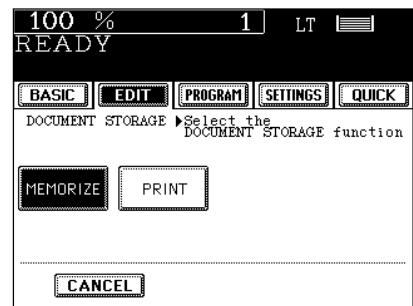 100 % 1 LT
READY
BASIC EDIT PROGRAM SETTINGS QUICK
DOCUMENT STORAGE ▶Select the
DOCUMENT STORAGE function
MEMORIZE PRINT
CANCEL